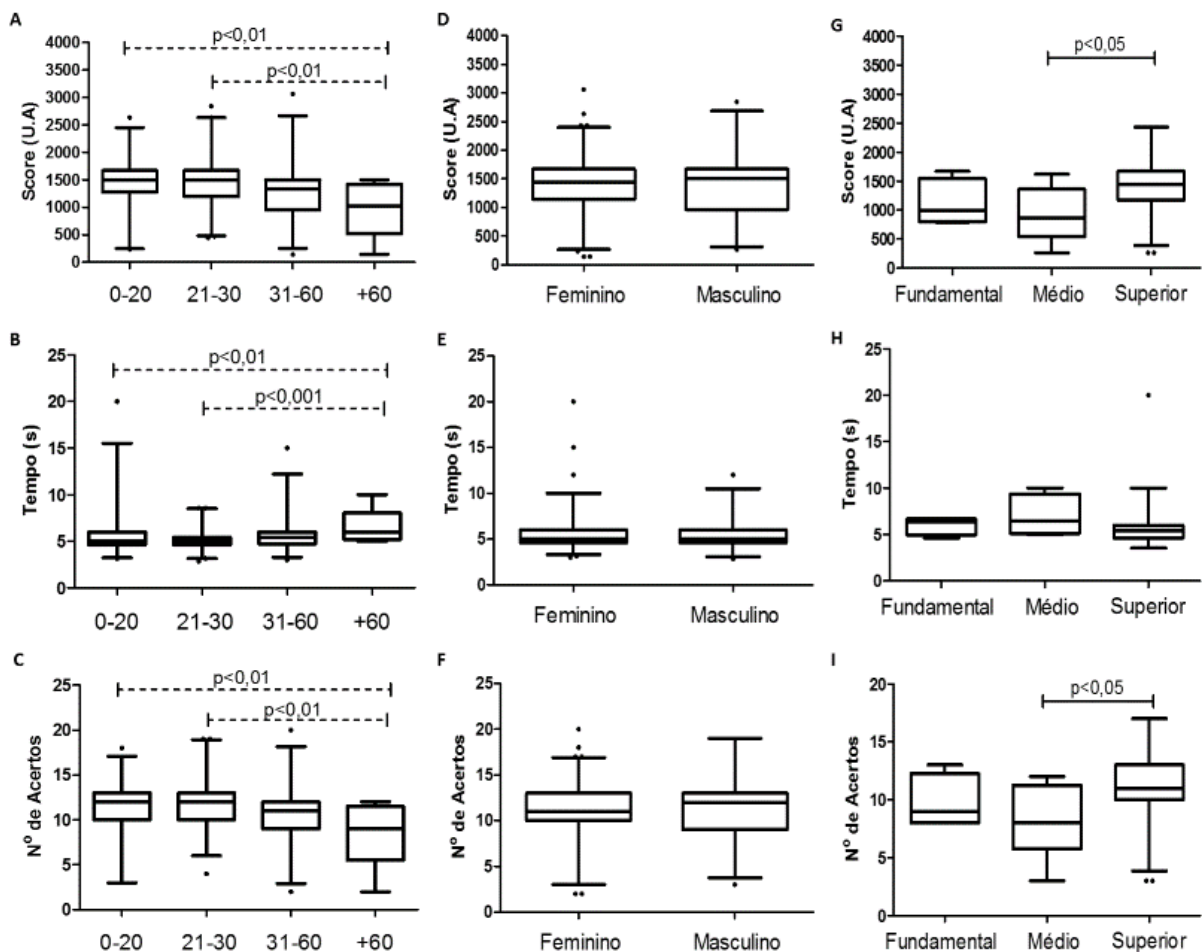 A
p<0,01
p<0,01
Score (U.A)
4000
3500
3000
2500
2000
1500
1000
500
0
0-20 21-30 31-60 +60
D
Score (U.A)
4000
3500
3000
2500
2000
1500
1000
500
0
Feminino Masculino
G
p<0,05
Score (U.A)
4000
3500
3000
2500
2000
1500
1000
500
0
Fundamental Médio Superior
B
p<0,01
p<0,001
Tempo (s)
25
20
15
10
5
0
0-20 21-30 31-60 +60
E
Tempo (s)
25
20
15
10
5
0
Feminino Masculino
H
Tempo (s)
25
20
15
10
5
0
Fundamental Médio Superior
C
p<0,01
p<0,01
Nº de Acertos
25
20
15
10
5
0
0-20 21-30 31-60 +60
F
Nº de Acertos
25
20
15
10
5
0
Feminino Masculino
I
p<0,05
Nº de Acertos
20
15
10
5
0
Fundamental Médio Superior